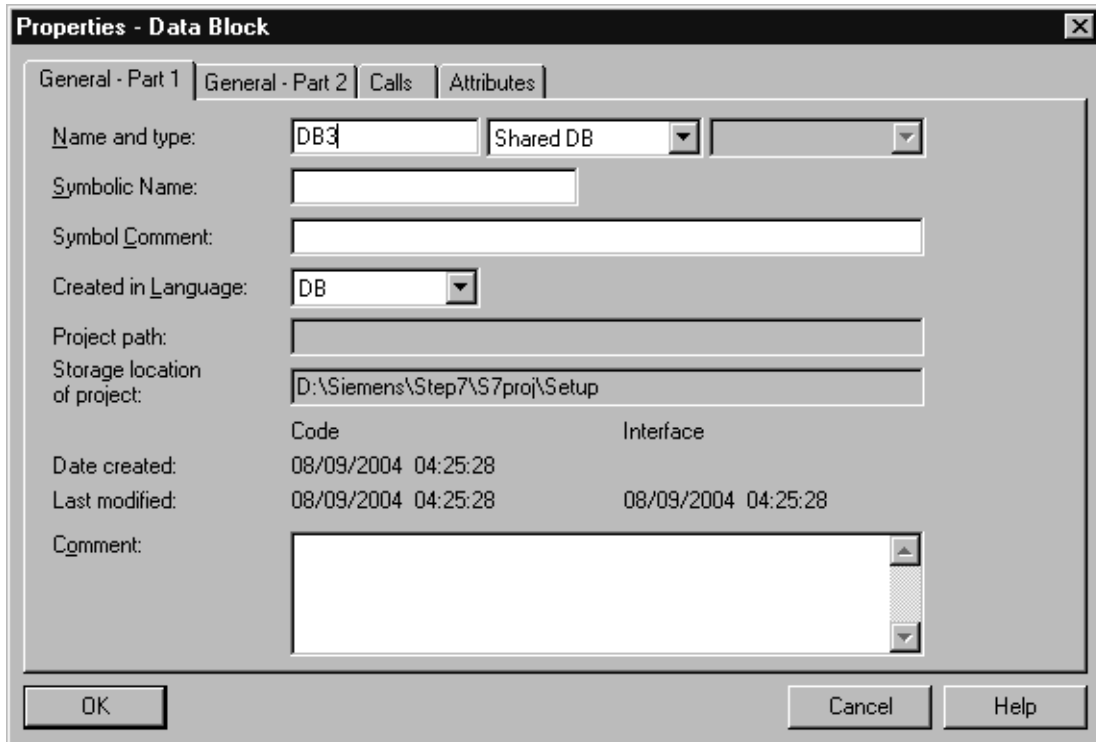 Properties - Data Block
General - Part 1 General - Part 2 Calls Attributes
Name and type: DB3 Shared DB
Symbolic Name:
Symbol Comment:
Created in Language: DB
Project path:
Storage location
of project: D:\Siemens\Step7\S7proj\Setup
Code Interface
Date created: 08/09/2004 04:25:28
Last modified: 08/09/2004 04:25:28 08/09/2004 04:25:28
Comment:
OK Cancel Help